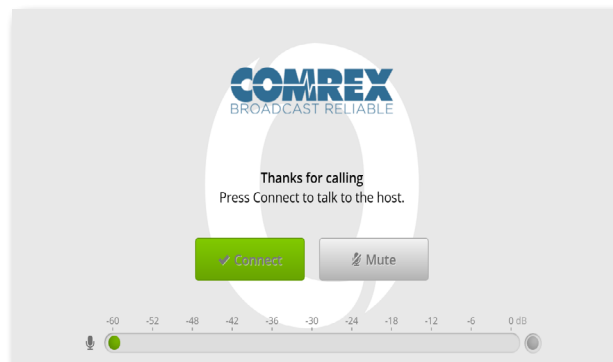 COMREX
BROADCAST RELIABLE
Thanks for calling
Press Connect to talk to the host.
Connect Mute
-60 -52 -48 -42 -36 -30 -24 -18 -12 -6 0 dB